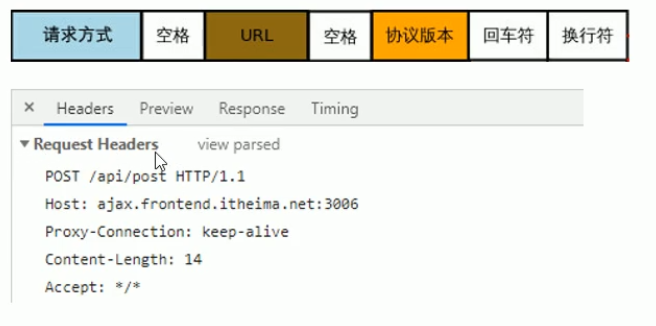 请求方式 空格 URL 空格 协议版本 回车符 换行符
× Headers Preview Response Timing
▼ Request Headers view parsed
POST /api/post HTTP/1.1
Host: ajax.frontend.itheima.net:3006
Proxy-Connection: keep-alive
Content-Length: 14
Accept: */*